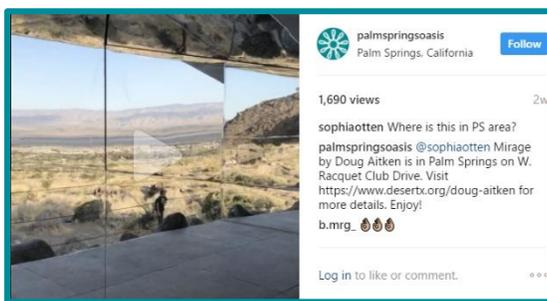 palmspringsoasis
Palm Springs, California
Follow
1,690 views
2w
sophiaotten Where is this in PS area?
palmspringsoasis @sophiaotten Mirage
by Doug Aitken is in Palm Springs on W.
Racquet Club Drive. Visit
https://www.desertx.org/doug-aitken for
more details. Enjoy!
b.mrg_ 👌🏾👌🏾👌🏾
Log in to like or comment.